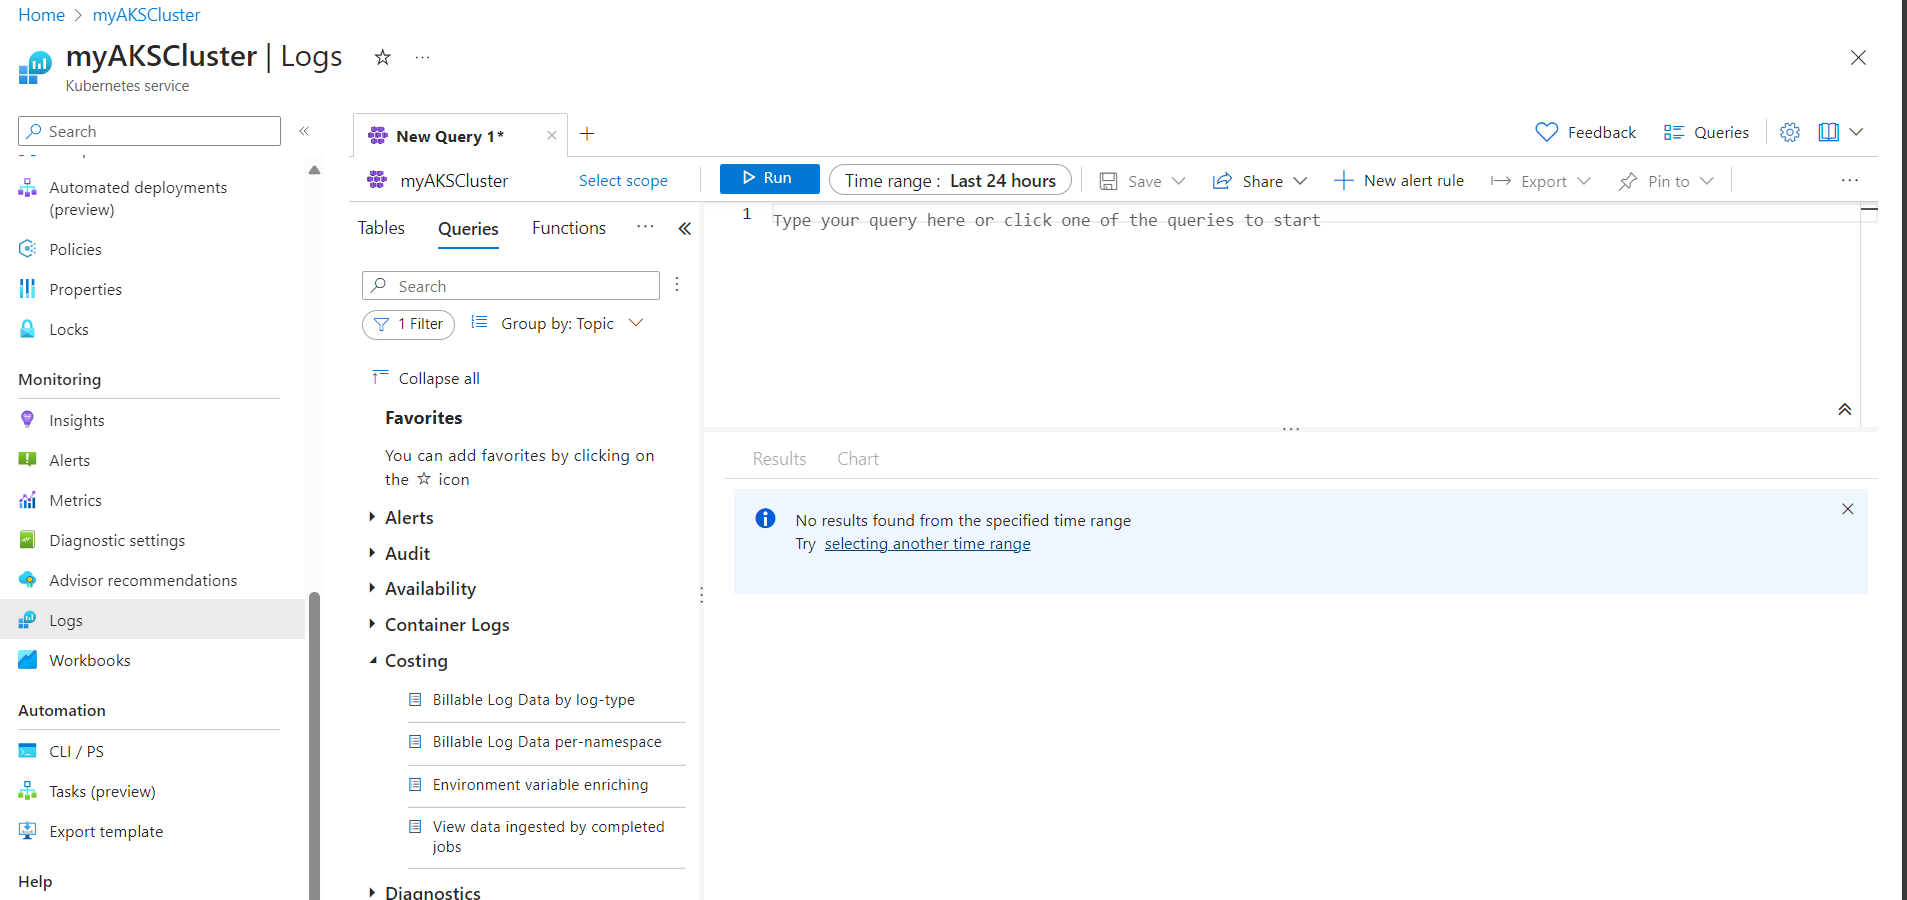 Home > myAKSCluster
myAKSCluster | Logs
Kubernetes service
Search
Automated deployments
(preview)
Policies
Properties
Locks
Monitoring
Insights
Alerts
Metrics
Diagnostic settings
Advisor recommendations
Logs
Workbooks
Automation
CLI / PS
Tasks (preview)
Export template
Help
New Query 1*
Feedback
Queries
myAKSCluster
Select scope
Run
Time range : Last 24 hours
Save
Share
New alert rule
Export
Pin to
Tables
Queries
Functions
Search
1 Filter
Group by: Topic
Collapse all
Favorites
You can add favorites by clicking on
the ☆ icon
Alerts
Audit
Availability
Container Logs
Costing
Billable Log Data by log-type
Billable Log Data per-namespace
Environment variable enriching
View data ingested by completed
jobs
Diagnostics
1
Type your query here or click one of the queries to start
Results
Chart
No results found from the specified time range
Try selecting another time range